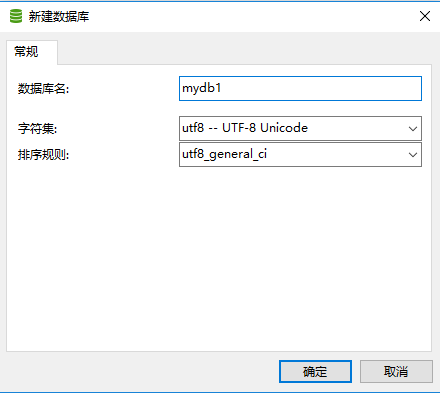 新建数据库
常规
数据库名: mydb1
字符集: utf8 -- UTF-8 Unicode
排序规则: utf8_general_ci
确定 取消